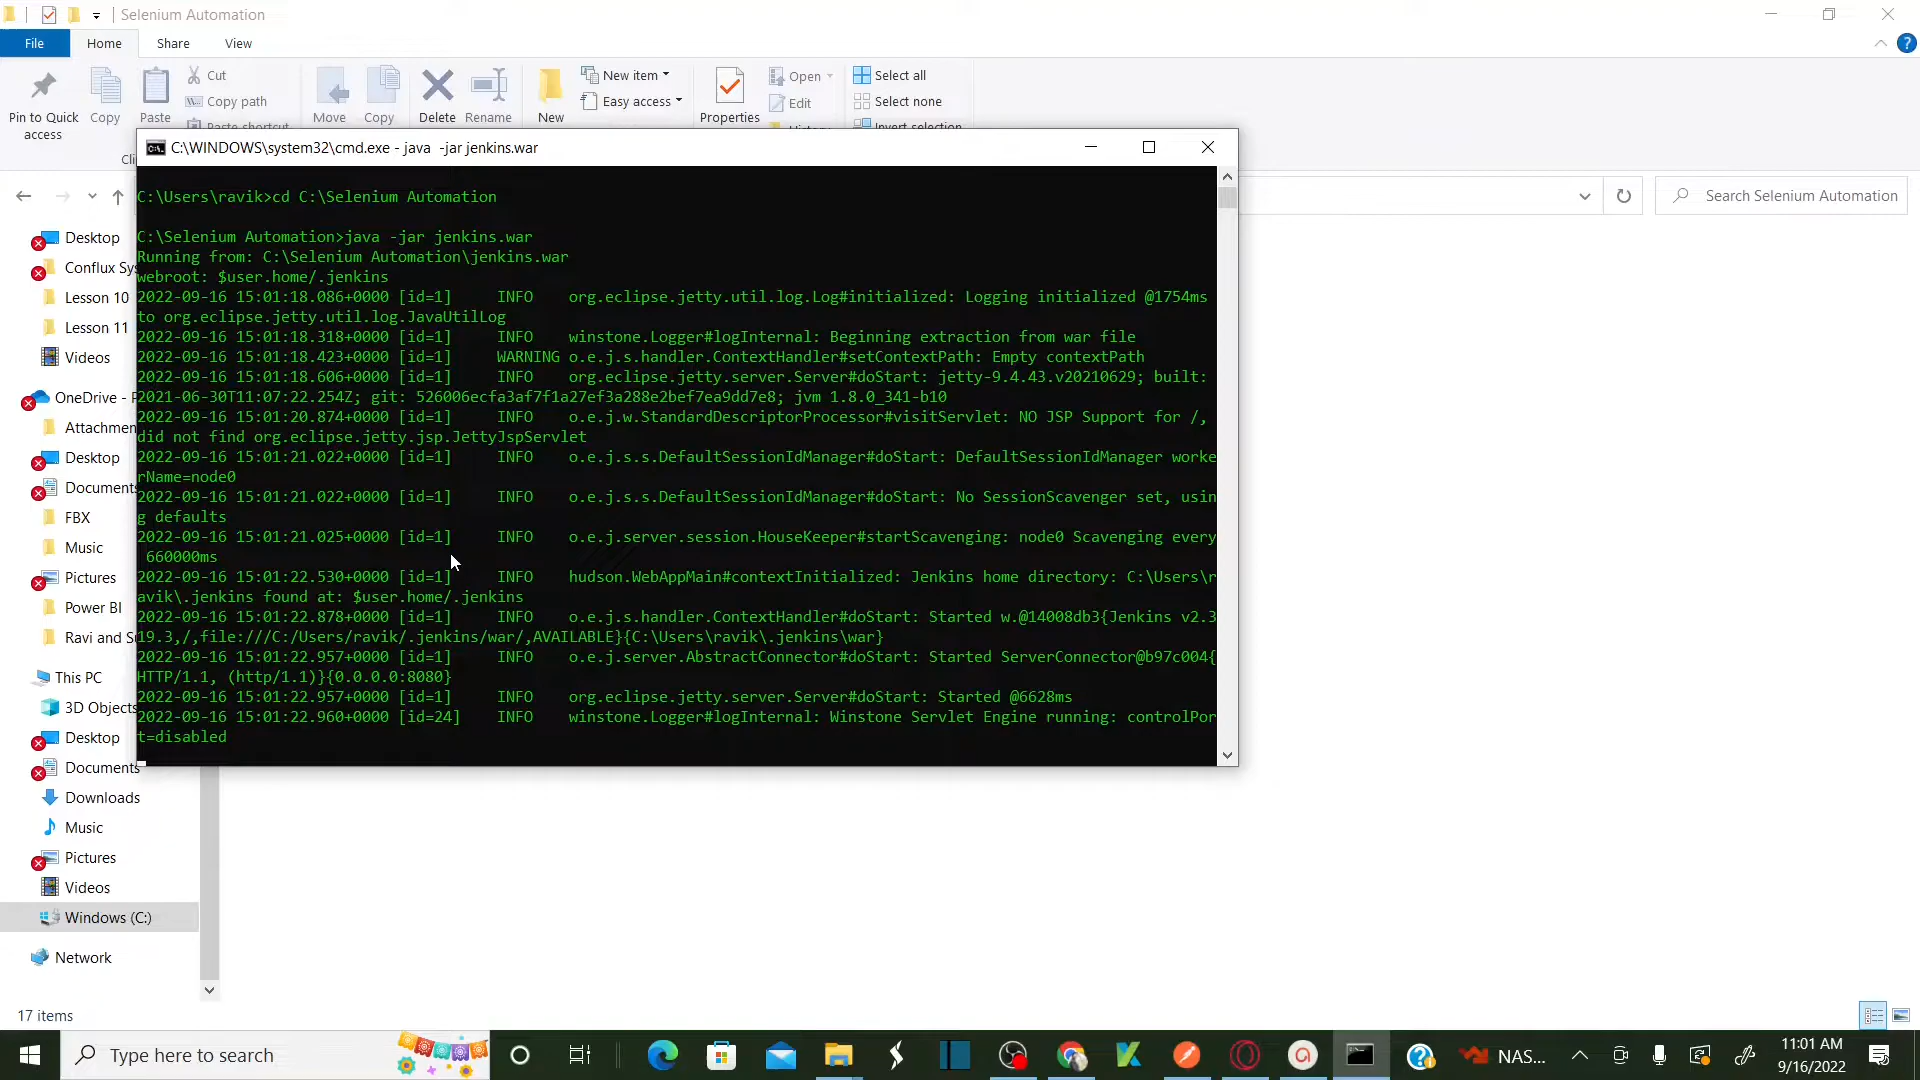 Selenium Automation
File Home Share View
Pin to Quick access
Copy
Paste
Cut
Copy path
Paste shortcut
Move
Copy
Delete
Rename
New
New item
Easy access
Properties
Open
Edit
History
Select all
Select none
Invert selection
C:\WINDOWS\system32\cmd.exe - java  -jar jenkins.war
Search Selenium Automation
C:\Users\ravik>cd C:\Selenium Automation
C:\Selenium Automation>java -jar jenkins.war
Running from: C:\Selenium Automation\jenkins.war
webroot: $user.home/.jenkins
2022-09-16 15:01:18.086+0000 [id=1]     INFO    org.eclipse.jetty.util.log.Log#initialized: Logging initialized @1754ms
to org.eclipse.jetty.util.log.JavaUtilLog
2022-09-16 15:01:18.318+0000 [id=1]     INFO    winstone.Logger#logInternal: Beginning extraction from war file
2022-09-16 15:01:18.423+0000 [id=1]     WARNING o.e.j.s.handler.ContextHandler#setContextPath: Empty contextPath
2022-09-16 15:01:18.606+0000 [id=1]     INFO    org.eclipse.jetty.server.Server#doStart: jetty-9.4.43.v20210629; built:
2021-06-30T11:07:22.254Z; git: 526006ecfa3af7f1a27ef3a288e2bef7ea9dd7e8; jvm 1.8.0_341-b10
2022-09-16 15:01:20.874+0000 [id=1]     INFO    o.e.j.w.StandardDescriptorProcessor#visitServlet: NO JSP Support for /,
did not find org.eclipse.jetty.jsp.JettyJspServlet
2022-09-16 15:01:21.022+0000 [id=1]     INFO    o.e.j.s.s.DefaultSessionIdManager#doStart: DefaultSessionIdManager worke
rName=node0
2022-09-16 15:01:21.022+0000 [id=1]     INFO    o.e.j.s.s.DefaultSessionIdManager#doStart: No SessionScavenger set, usin
g defaults
2022-09-16 15:01:21.025+0000 [id=1]     INFO    o.e.j.server.session.HouseKeeper#startScavenging: node0 Scavenging every
660000ms
2022-09-16 15:01:22.530+0000 [id=1]     INFO    hudson.WebAppMain#contextInitialized: Jenkins home directory: C:\Users\r
avik\.jenkins found at: $user.home/.jenkins
2022-09-16 15:01:22.878+0000 [id=1]     INFO    o.e.j.s.handler.ContextHandler#doStart: Started w.@14008db3{Jenkins v2.3
19.3,/,file:///C:/Users/ravik/.jenkins/war/,AVAILABLE}{C:\Users\ravik\.jenkins\war}
2022-09-16 15:01:22.957+0000 [id=1]     INFO    o.e.j.server.AbstractConnector#doStart: Started ServerConnector@b97c004{
HTTP/1.1, (http/1.1)}{0.0.0.0:8080}
2022-09-16 15:01:22.957+0000 [id=1]     INFO    org.eclipse.jetty.server.Server#doStart: Started @6628ms
2022-09-16 15:01:22.960+0000 [id=24]    INFO    winstone.Logger#logInternal: Winstone Servlet Engine running: controlPor
t=disabled
Desktop
Conflux Sys
Lesson 10
Lesson 11
Videos
OneDrive - P
Attachmen
Desktop
Documents
FBX
Music
Pictures
Power BI
Ravi and Su
This PC
3D Objects
Desktop
Documents
Downloads
Music
Pictures
Videos
Windows (C:)
Network
17 items
Type here to search
NAS...
11:01 AM
9/16/2022